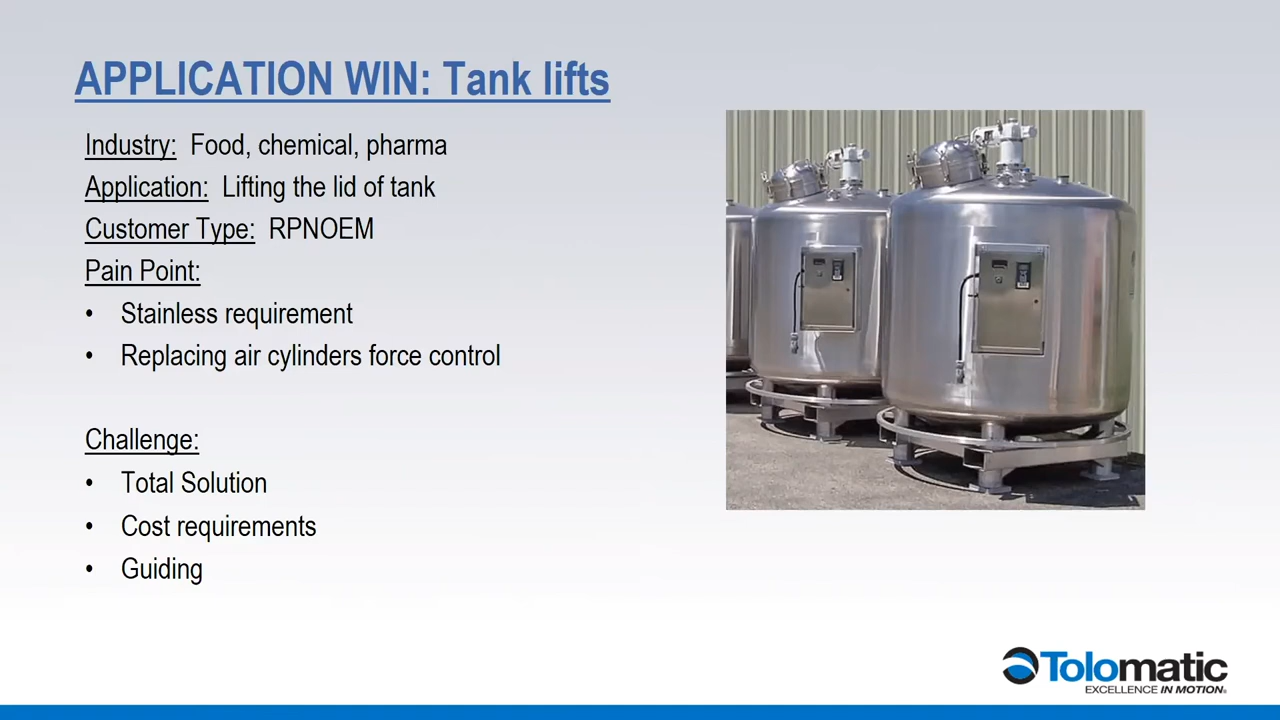 APPLICATION WIN: Tank lifts
Industry: Food, chemical, pharma
Application: Lifting the lid of tank
Customer Type: RPNOEM
Pain Point:
• Stainless requirement
• Replacing air cylinders force control
Challenge:
• Total Solution
• Cost requirements
• Guiding
Tolomatic
EXCELLENCE IN MOTION®